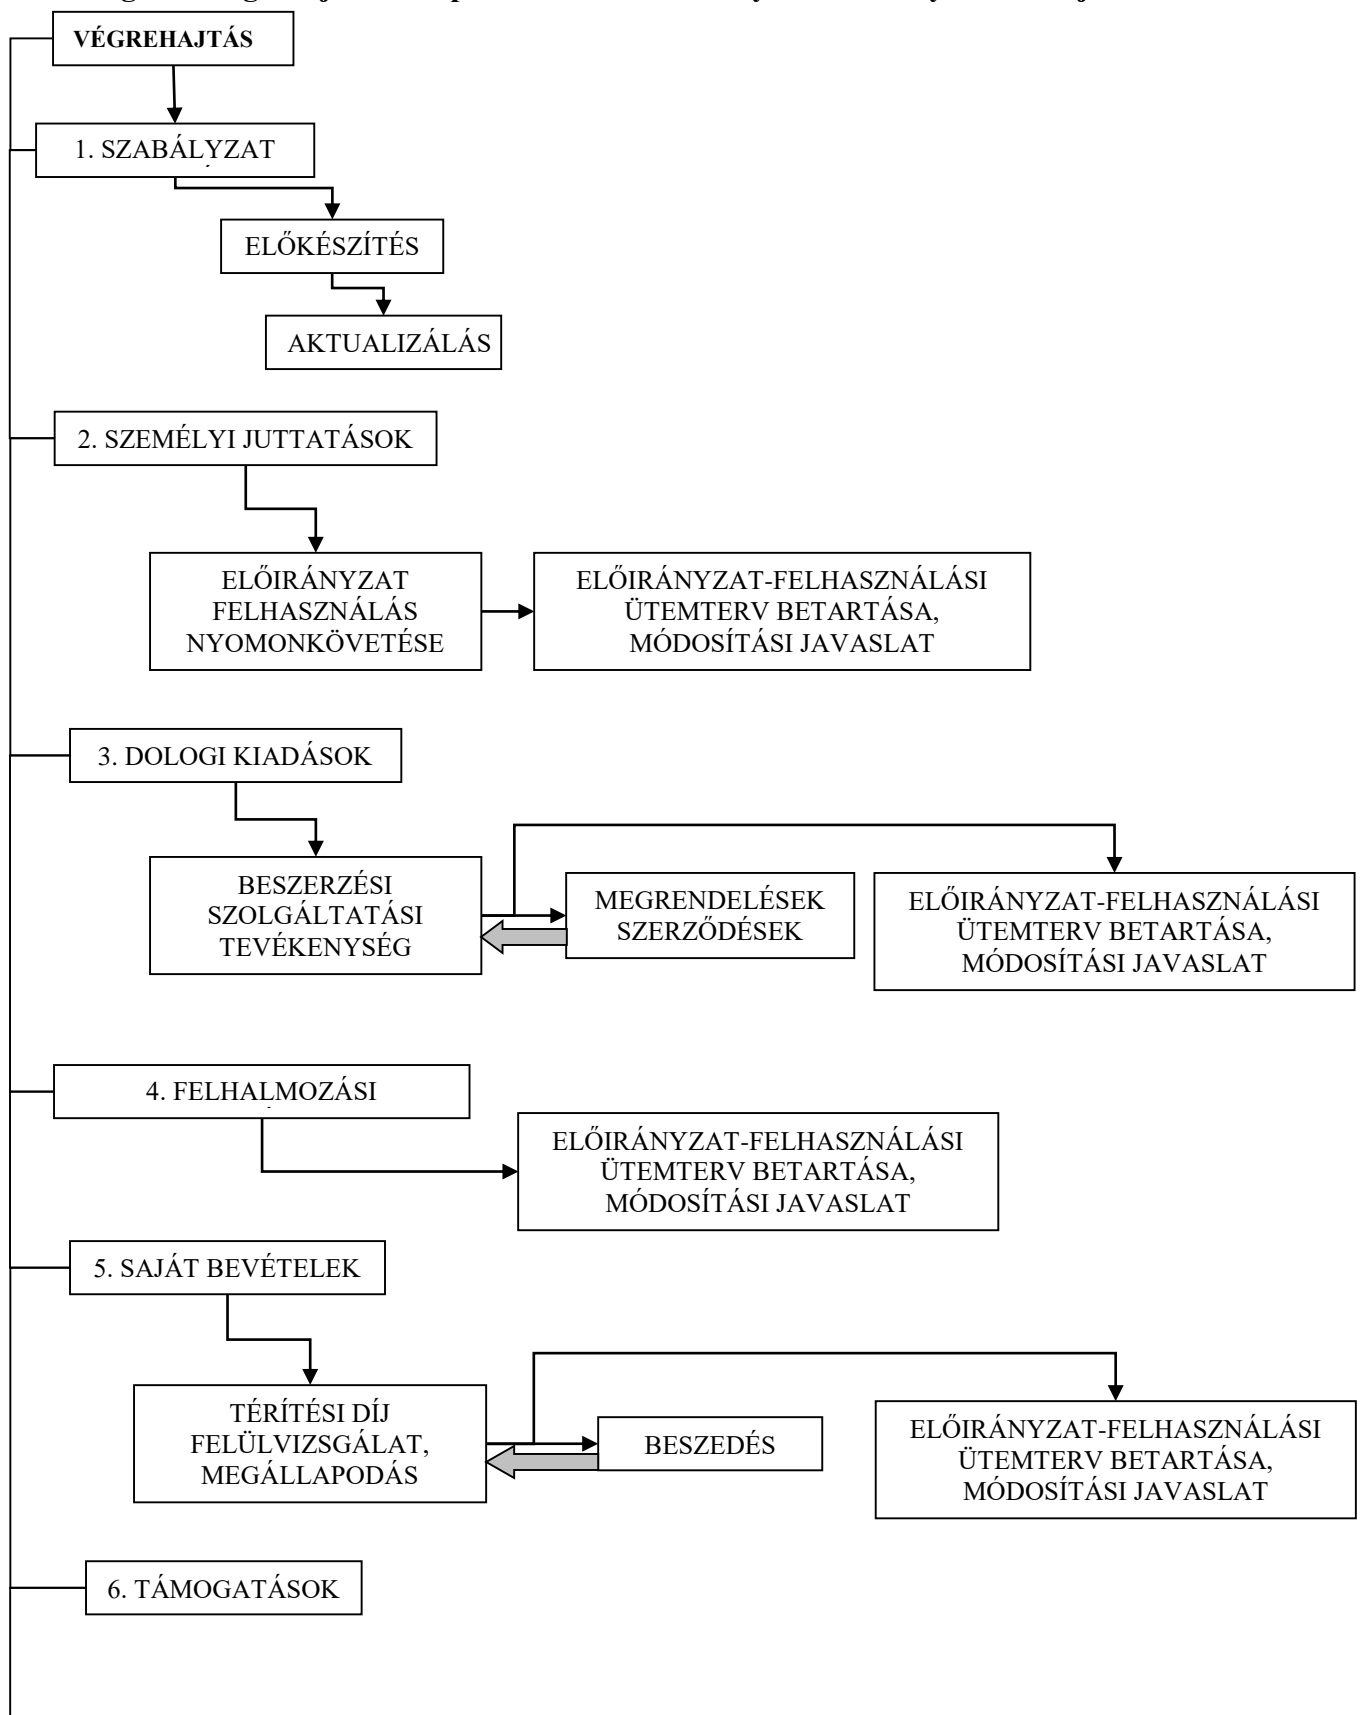 VÉGREHAJTÁS
1. SZABÁLYZAT
ELŐKÉSZÍTÉS
AKTUALIZÁLÁS
2. SZEMÉLYI JUTTATÁSOK
ELŐIRÁNYZAT
FELHASZNÁLÁS
NYOMONKÖVETÉSE
ELŐIRÁNYZAT-FELHASZNÁLÁSI
ÜTEMTERV BETARTÁSA,
MÓDOSÍTÁSI JAVASLAT
3. DOLOGI KIADÁSOK
BESZERZÉSI
SZOLGÁLTATÁSI
TEVÉKENYSÉG
MEGRENDELÉSEK
SZERZŐDÉSEK
ELŐIRÁNYZAT-FELHASZNÁLÁSI
ÜTEMTERV BETARTÁSA,
MÓDOSÍTÁSI JAVASLAT
4. FELHALMOZÁSI
ELŐIRÁNYZAT-FELHASZNÁLÁSI
ÜTEMTERV BETARTÁSA,
MÓDOSÍTÁSI JAVASLAT
5. SAJÁT BEVÉTELEK
TÉRÍTÉSI DÍJ
FELÜLVIZSGÁLAT,
MEGÁLLAPODÁS
BESZEDÉS
ELŐIRÁNYZAT-FELHASZNÁLÁSI
ÜTEMTERV BETARTÁSA,
MÓDOSÍTÁSI JAVASLAT
6. TÁMOGATÁSOK